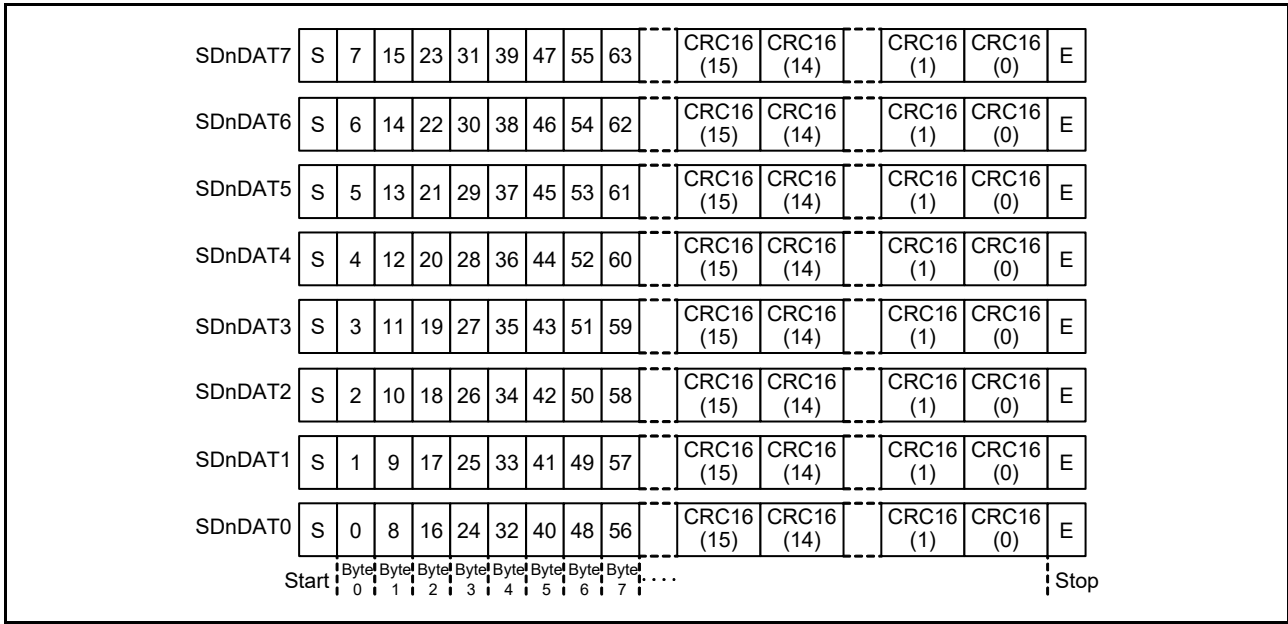 SDnDAT7 S 7 15 23 31 39 47 55 63 CRC16 (15) CRC16 (14) CRC16 (1) CRC16 (0) E
SDnDAT6 S 6 14 22 30 38 46 54 62 CRC16 (15) CRC16 (14) CRC16 (1) CRC16 (0) E
SDnDAT5 S 5 13 21 29 37 45 53 61 CRC16 (15) CRC16 (14) CRC16 (1) CRC16 (0) E
SDnDAT4 S 4 12 20 28 36 44 52 60 CRC16 (15) CRC16 (14) CRC16 (1) CRC16 (0) E
SDnDAT3 S 3 11 19 27 35 43 51 59 CRC16 (15) CRC16 (14) CRC16 (1) CRC16 (0) E
SDnDAT2 S 2 10 18 26 34 42 50 58 CRC16 (15) CRC16 (14) CRC16 (1) CRC16 (0) E
SDnDAT1 S 1 9 17 25 33 41 49 57 CRC16 (15) CRC16 (14) CRC16 (1) CRC16 (0) E
SDnDAT0 S 0 8 16 24 32 40 48 56 CRC16 (15) CRC16 (14) CRC16 (1) CRC16 (0) E
Start Byte 0 Byte 1 Byte 2 Byte 3 Byte 4 Byte 5 Byte 6 Byte 7 .... Stop